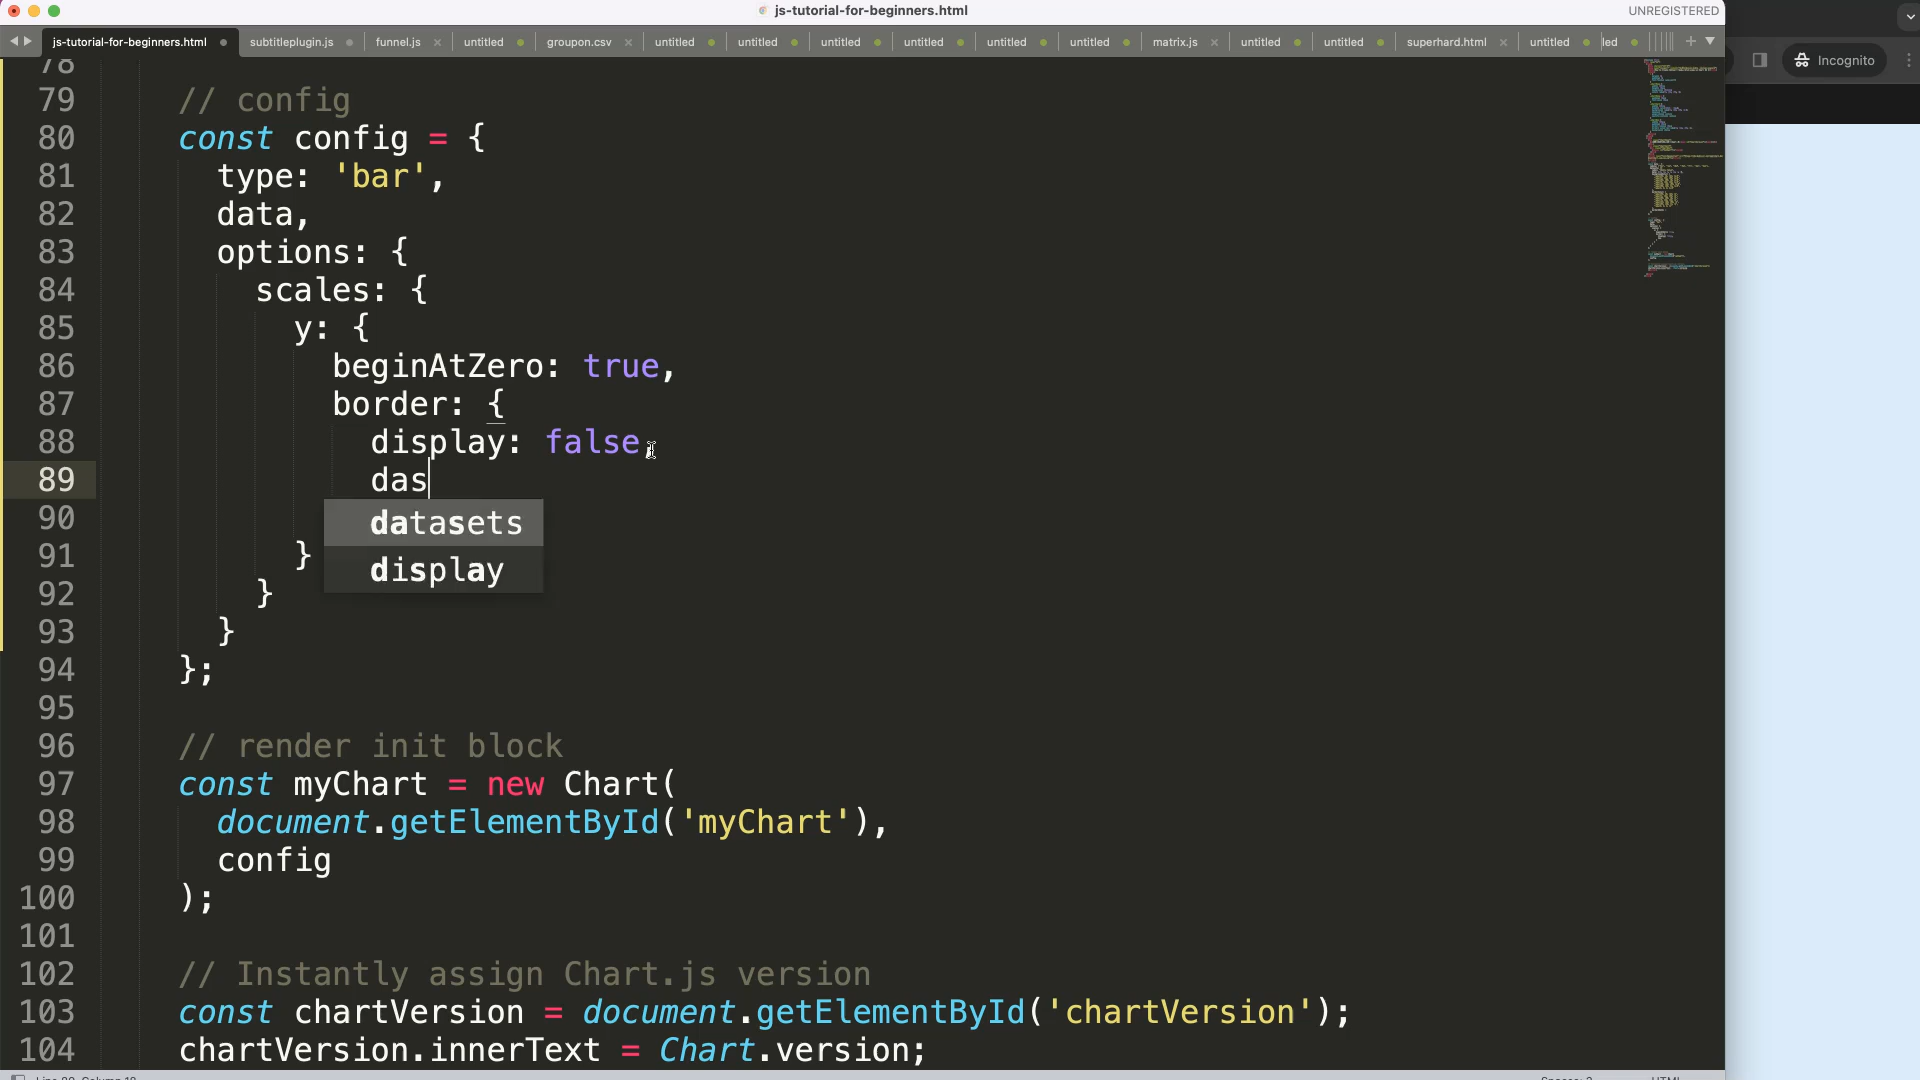 js-tutorial-for-beginners.html
UNREGISTERED
js-tutorial-for-beginners.html subtitleplugin.js funnel.js untitled groupon.csv untitled untitled untitled untitled untitled untitled matrix.js untitled untitled superhard.html untitled led
Incognito
78
79 // config
80 const config = {
81 type: 'bar',
82 data,
83 options: {
84 scales: {
85 y: {
86 beginAtZero: true,
87 border: {
88 display: false,
89 das
90 datasets
91 }
display
92 }
93 }
94 };
95
96 // render init block
97 const myChart = new Chart(
98 document.getElementById('myChart'),
99 config
100 );
101
102 // Instantly assign Chart.js version
103 const chartVersion = document.getElementById('chartVersion');
104 chartVersion.innerText = Chart.version;